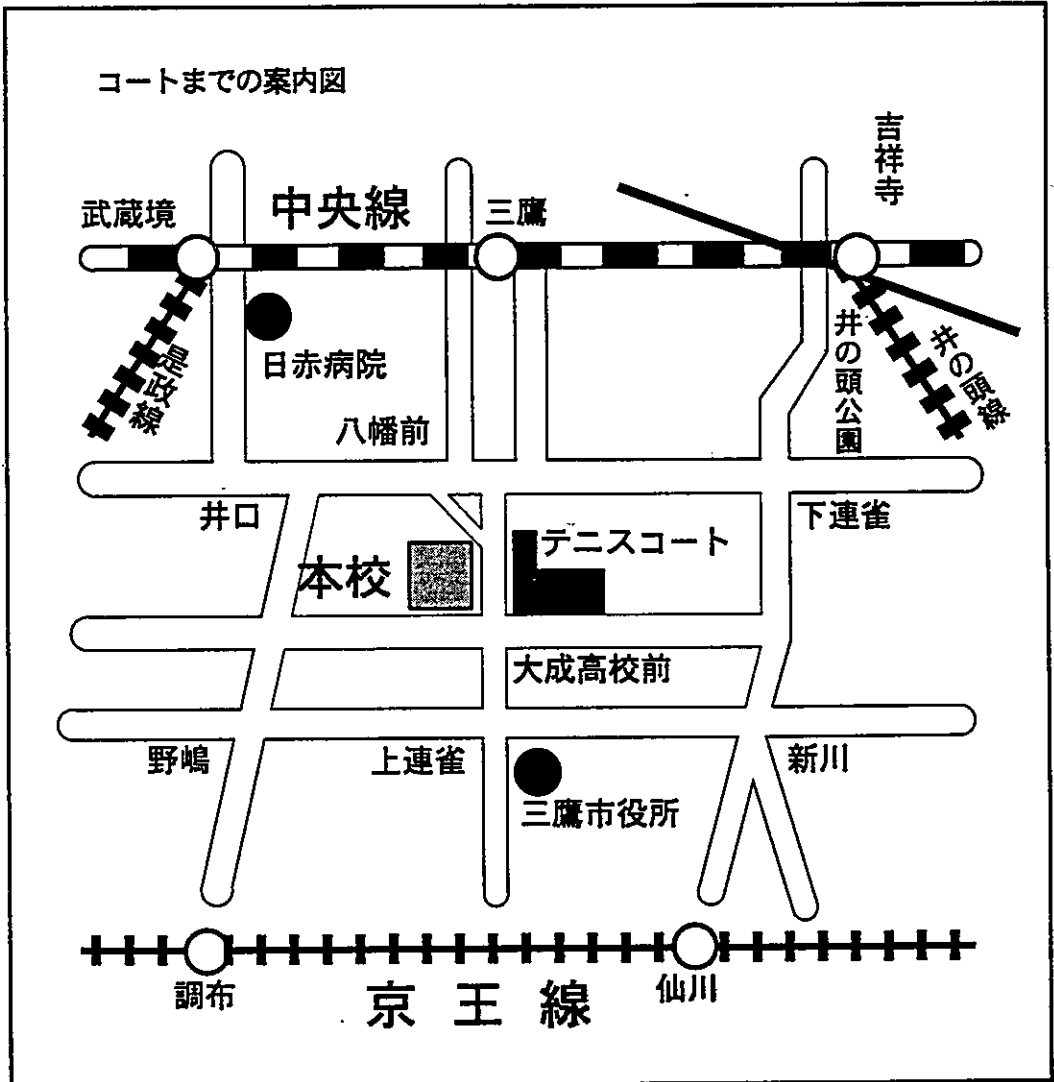 コートまでの案内図
吉祥寺
武蔵境
中央線
三鷹
日赤病院
是政線
井の頭公園
井の頭線
八幡前
井口
下連雀
本校
テニスコート
大成高校前
野嶋
上連雀
新川
三鷹市役所
調布
京王線
仙川